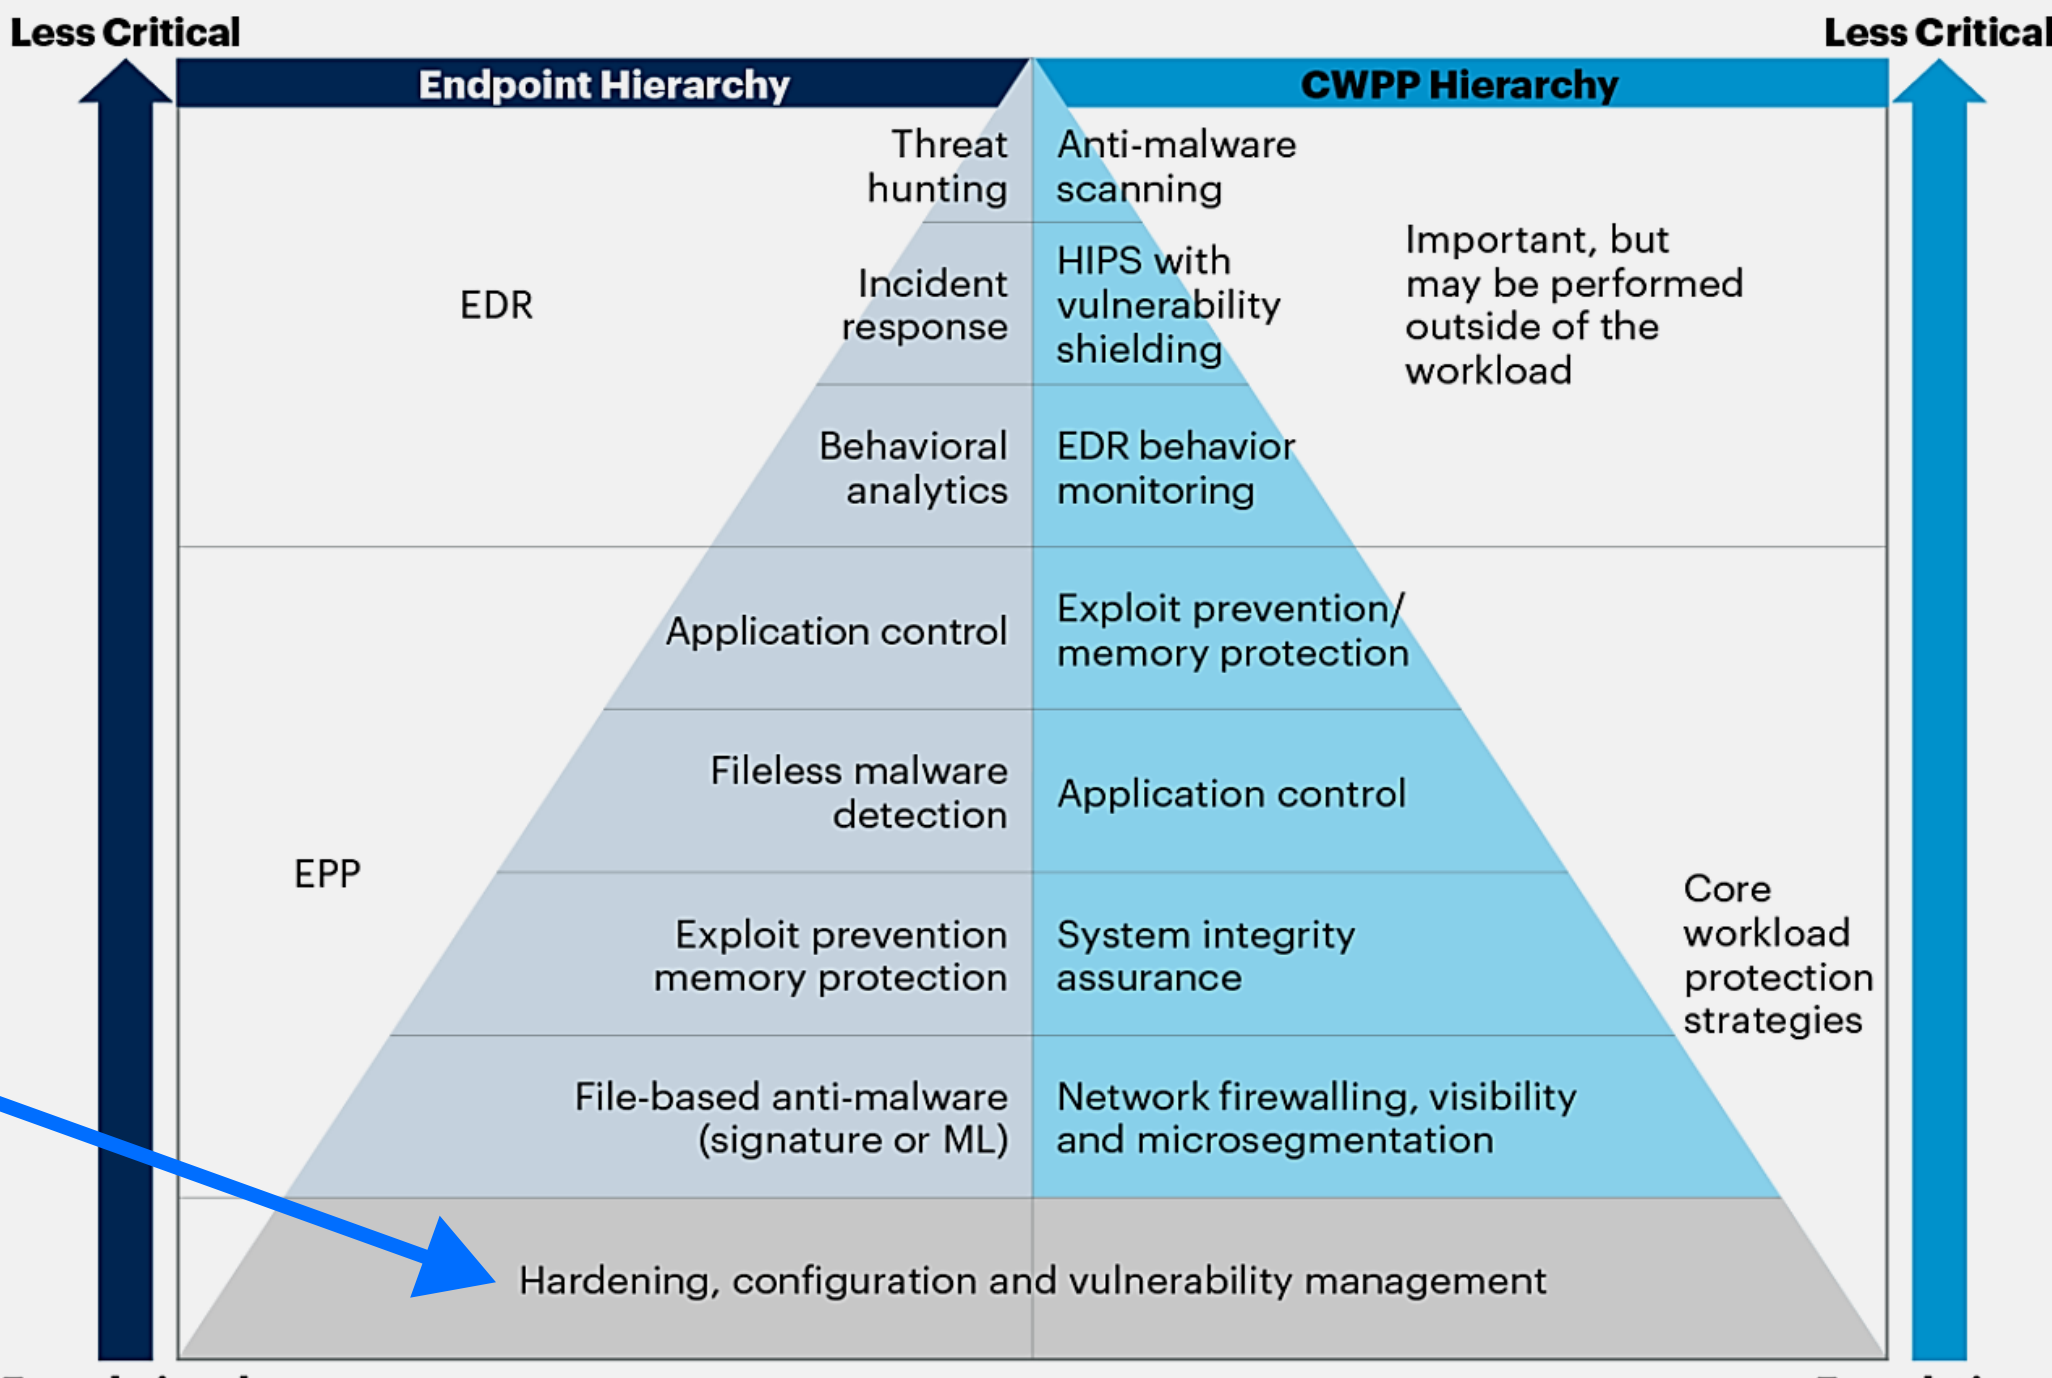 Less Critical
Less Critical
Endpoint Hierarchy
CWPP Hierarchy
Threat
hunting
Anti-malware
scanning
EDR
Incident
response
HIPS with
vulnerability
shielding
Important, but
may be performed
outside of the
workload
Behavioral
analytics
EDR behavior
monitoring
Application control
Exploit prevention/
memory protection
EPP
Fileless malware
detection
Application control
Exploit prevention
memory protection
System integrity
assurance
Core
workload
protection
strategies
File-based anti-malware
(signature or ML)
Network firewalling, visibility
and microsegmentation
Hardening, configuration and vulnerability management